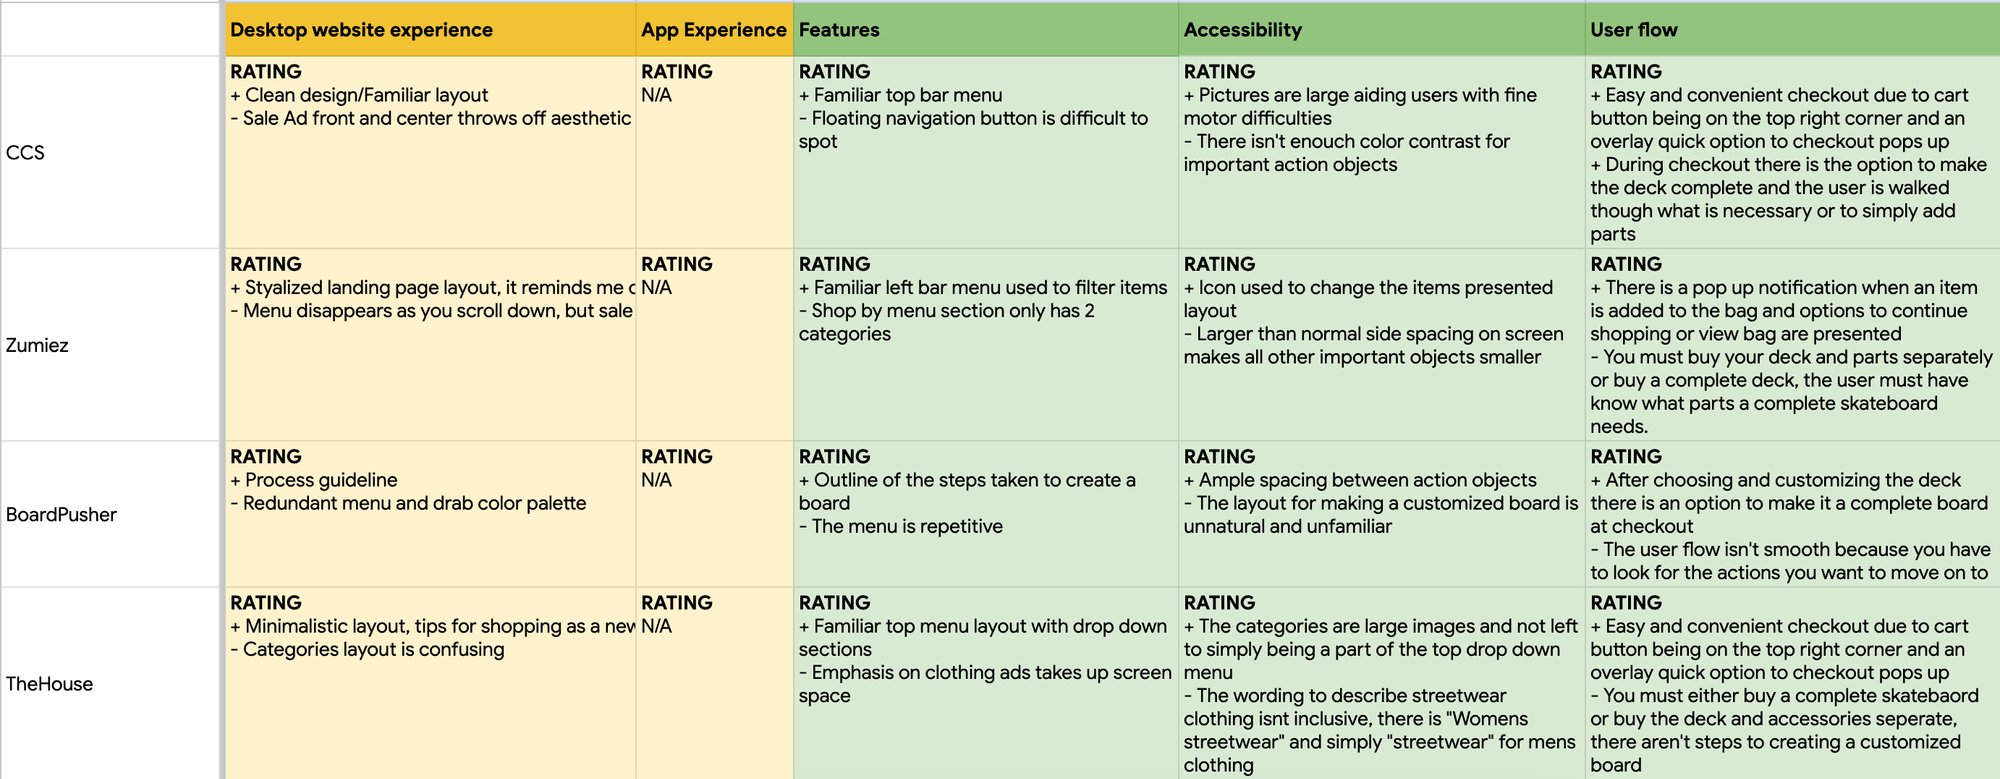 Desktop website experience
App Experience
Features
Accessibility
User flow
CCS
RATING
+ Clean design/Familiar layout
- Sale Ad front and center throws off aesthetic
RATING
N/A
RATING
+ Familiar top bar menu
- Floating navigation button is difficult to
spot
RATING
+ Pictures are large aiding users with fine
motor difficulties
- There isn't enouch color contrast for
important action objects
RATING
+ Easy and convenient checkout due to cart
button being on the top right corner and an
overlay quick option to checkout pops up
+ During checkout there is the option to make
the deck complete and the user is walked
though what is necessary or to simply add
parts
Zumiez
RATING
+ Styalized landing page layout, it reminds me
- Menu disappears as you scroll down, but sale
RATING
N/A
RATING
+ Familiar left bar menu used to filter items
- Shop by menu section only has 2
categories
RATING
+ Icon used to change the items presented
layout
- Larger than normal side spacing on screen
makes all other important objects smaller
RATING
+ There is a pop up notification when an item
is added to the bag and options to continue
shopping or view bag are presented
- You must buy your deck and parts separately
or buy a complete deck, the user must have
know what parts a complete skateboard
needs.
BoardPusher
RATING
+ Process guideline
- Redundant menu and drab color palette
RATING
N/A
RATING
+ Outline of the steps taken to create a
board
- The menu is repetitive
RATING
+ Ample spacing between action objects
- The layout for making a customized board is
unnatural and unfamiliar
RATING
+ After choosing and customizing the deck
there is an option to make it a complete board
at checkout
- The user flow isn't smooth because you have
to look for the actions you want to move on to
TheHouse
RATING
+ Minimalistic layout, tips for shopping as a new
- Categories layout is confusing
RATING
N/A
RATING
+ Familiar top menu layout with drop down
sections
- Emphasis on clothing ads takes up screen
space
RATING
+ The categories are large images and not left
to simply being a part of the top drop down
menu
- The wording to describe streetwear
clothing isnt inclusive, there is "Womens
streetwear" and simply "streetwear" for mens
clothing
RATING
+ Easy and convenient checkout due to cart
button being on the top right corner and an
overlay quick option to checkout pops up
- You must either buy a complete skatebaord
or buy the deck and accessories seperate,
there aren't steps to creating a customized
board